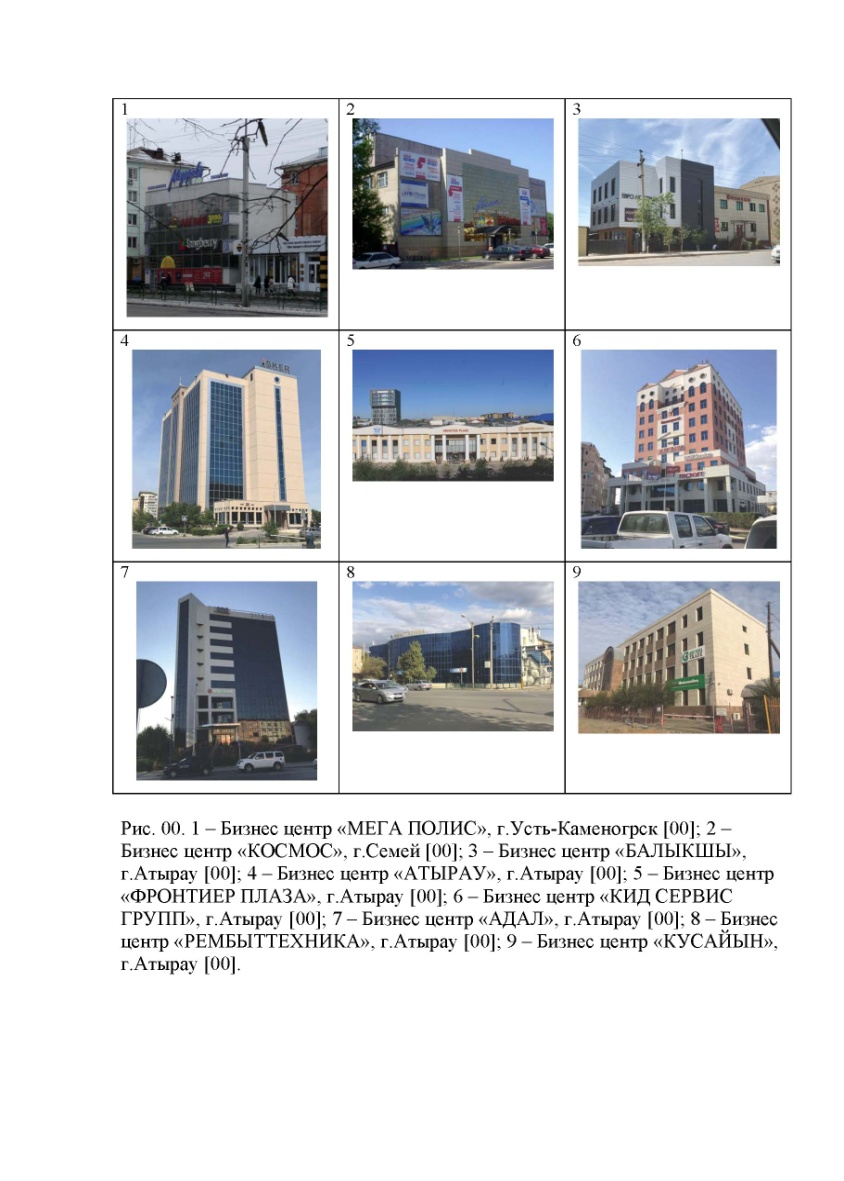 1
2
3
4
SKER
5
6
7
8
9
Рис. 00. 1 – Бизнес центр «МЕГА ПОЛИС», г.Усть-Каменогрск [00]; 2 –
Бизнес центр «КОСМОС», г.Семей [00]; 3 – Бизнес центр «БАЛЫКШЫ»,
г.Атырау [00]; 4 – Бизнес центр «АТЫРАУ», г.Атырау [00]; 5 – Бизнес центр
«ФРОНТИЕР ПЛАЗА», г.Атырау [00]; 6 – Бизнес центр «КИД СЕРВИС
ГРУПП», г.Атырау [00]; 7 – Бизнес центр «АДАЛ», г.Атырау [00]; 8 – Бизнес
центр «РЕМБЫТТЕХНИКА», г.Атырау [00]; 9 – Бизнес центр «КУСАЙЫН»,
г.Атырау [00].